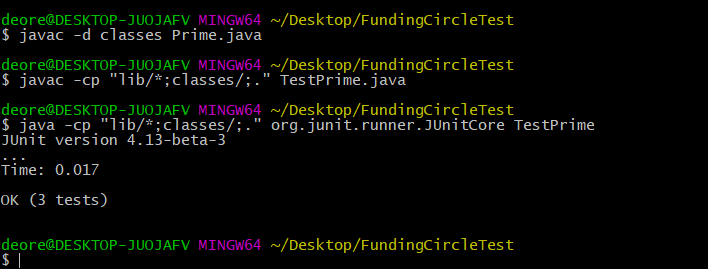 deore@DESKTOP-JUOJAFV MINGW64 ~/Desktop/FundingCircleTest
$ javac -d classes Prime.java
deore@DESKTOP-JUOJAFV MINGW64 ~/Desktop/FundingCircleTest
$ javac -cp "lib/*;classes/;." TestPrime.java
deore@DESKTOP-JUOJAFV MINGW64 ~/Desktop/FundingCircleTest
$ java -cp "lib/*;classes/;." org.junit.runner.JUnitCore TestPrime
JUnit version 4.13-beta-3
...
Time: 0.017
OK (3 tests)
deore@DESKTOP-JUOJAFV MINGW64 ~/Desktop/FundingCircleTest
$